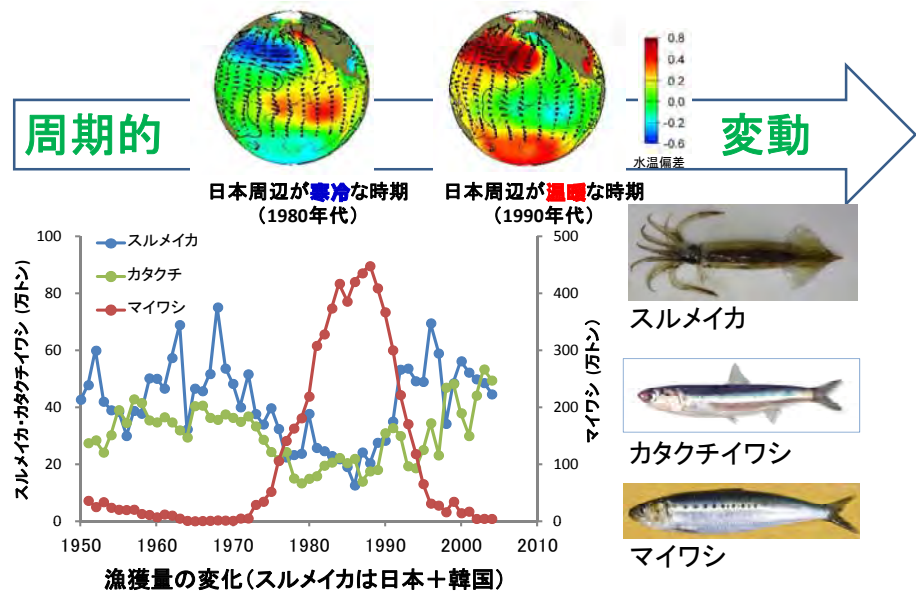 周期的
変動
0.8
0.6
0.4
0.2
0.0
-0.2
-0.4
-0.6
水温偏差
日本周辺が寒冷な時期
（1980年代）
日本周辺が温暖な時期
（1990年代）
スルメイカ・カタクチイワシ (万トン)
100
80
60
40
20
0
スルメイカ
カタクチ
マイワシ
500
400
300
200
100
0
マイワシ (万トン)
1950
1960
1970
1980
1990
2000
2010
漁獲量の変化（スルメイカは日本＋韓国）
スルメイカ
カタクチイワシ
マイワシ